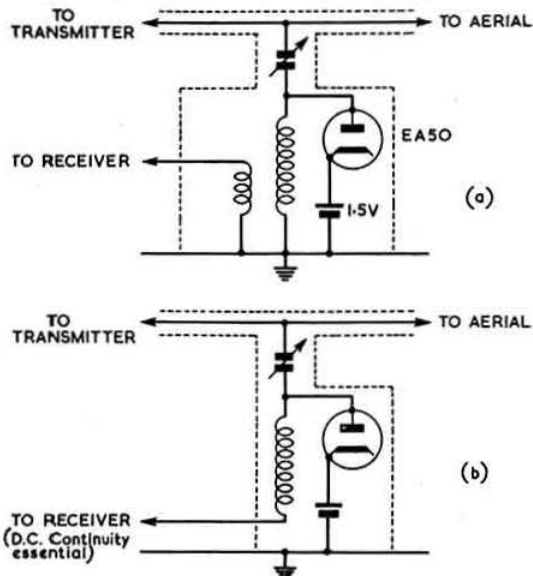 TO
TRANSMITTER
TO AERIAL
EA50
TO RECEIVER
1·5V
(a)
TO
TRANSMITTER
TO AERIAL
(b)
TO RECEIVER
(D.C. Continuity
essential)